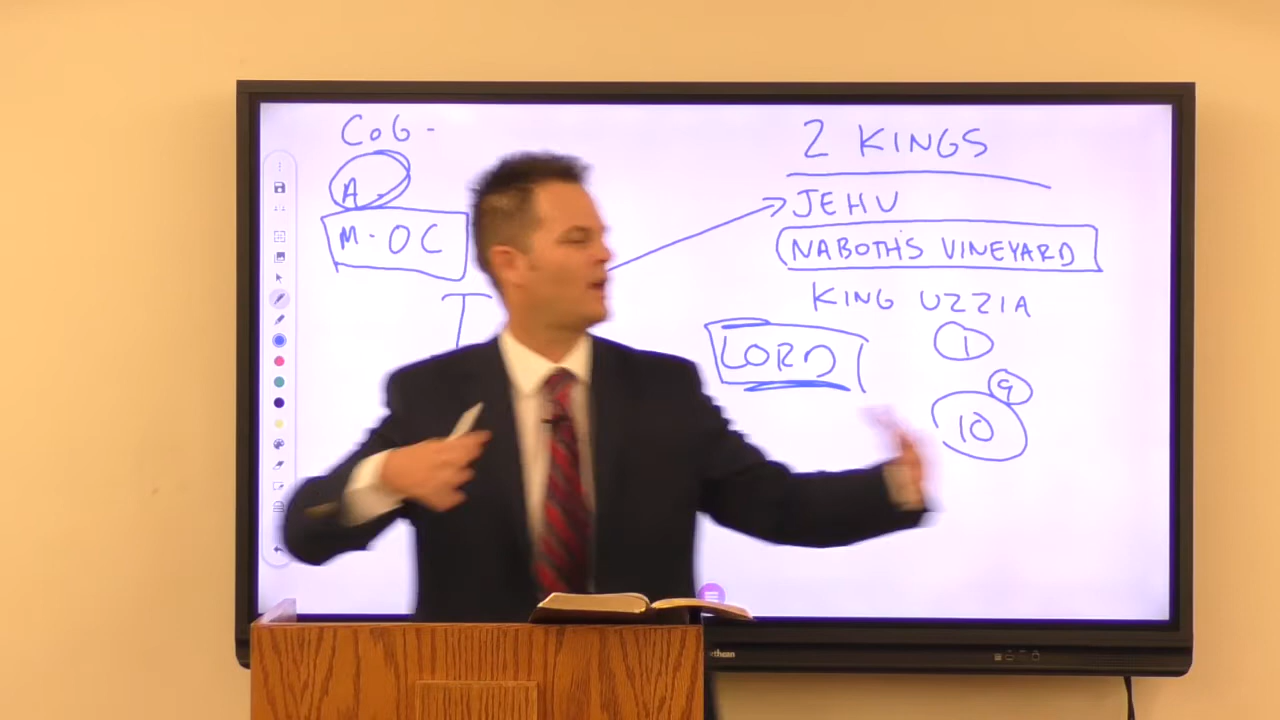 CoG -
A.
M. OC
I
2 KINGS
JEHU
NABOTH'S VINEYARD
KING UZZIA
LORD
1
9
10